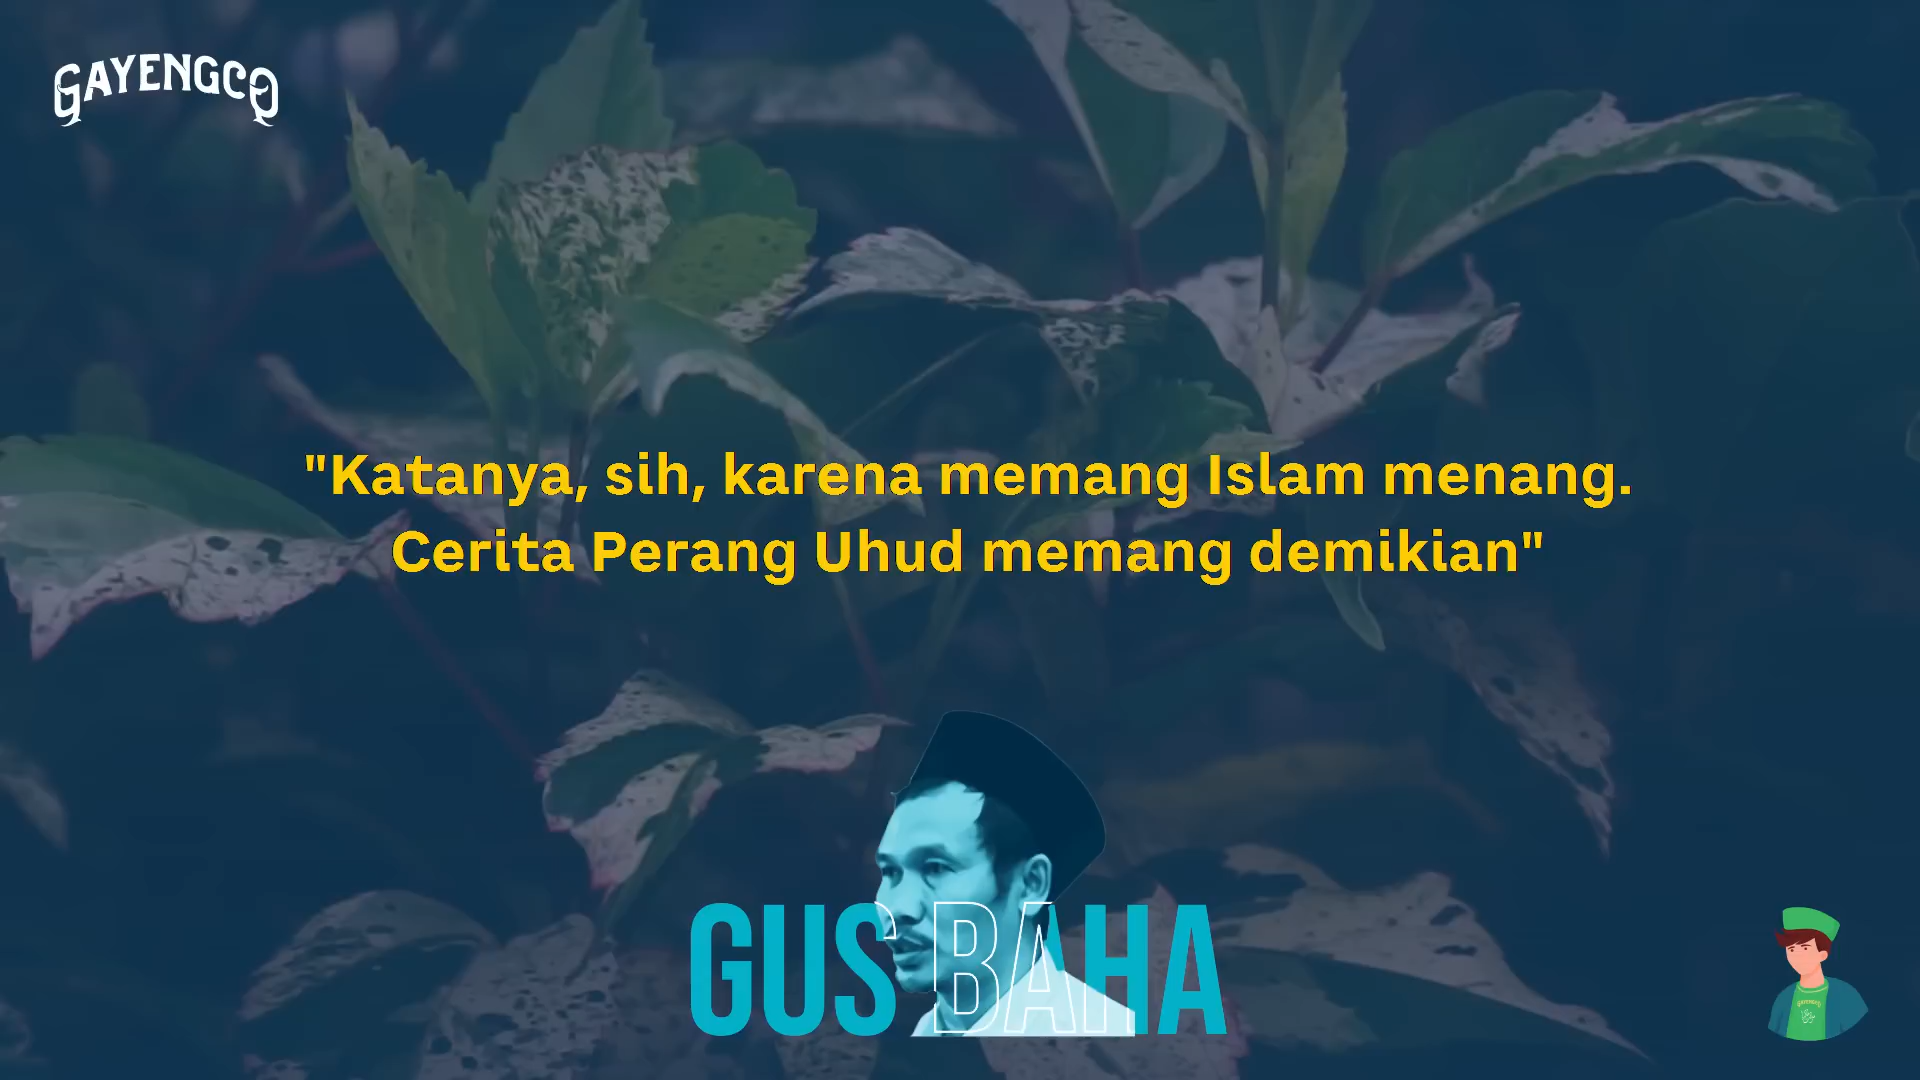 GAYENGCO
"Katanya, sih, karena memang Islam menang.
Cerita Perang Uhud memang demikian"
GUS BAHA